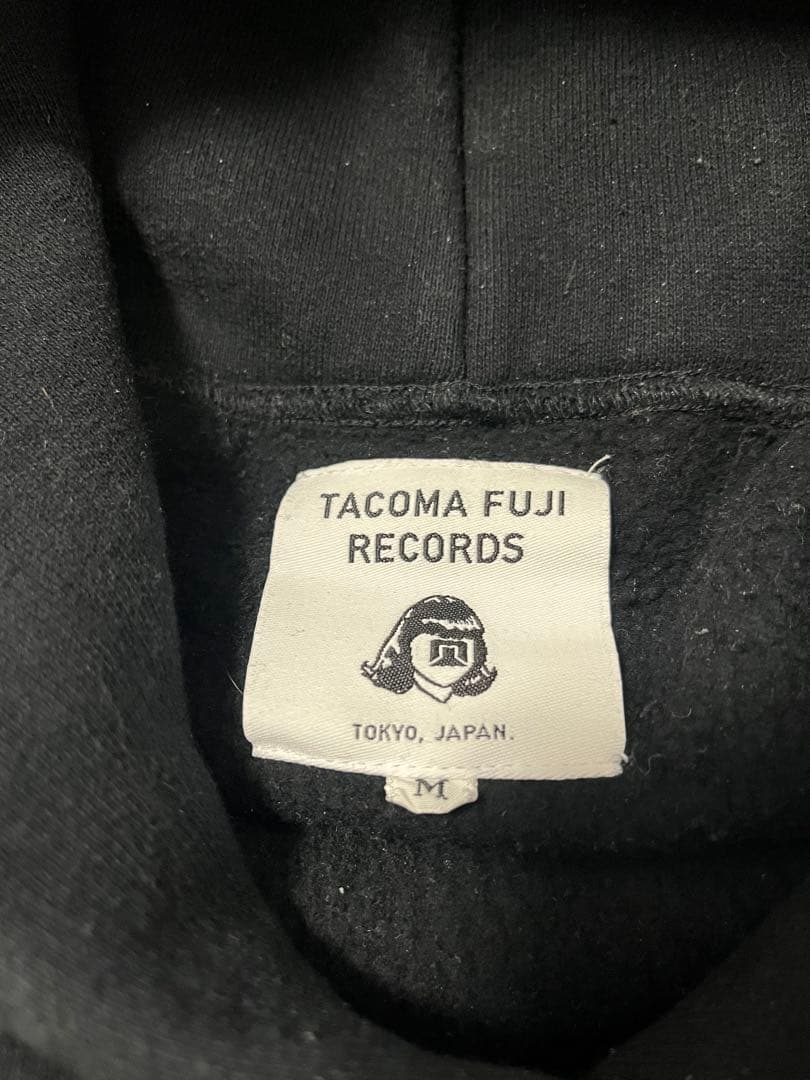 TACOMA FUJI
RECORDS
TOKYO, JAPAN.
M